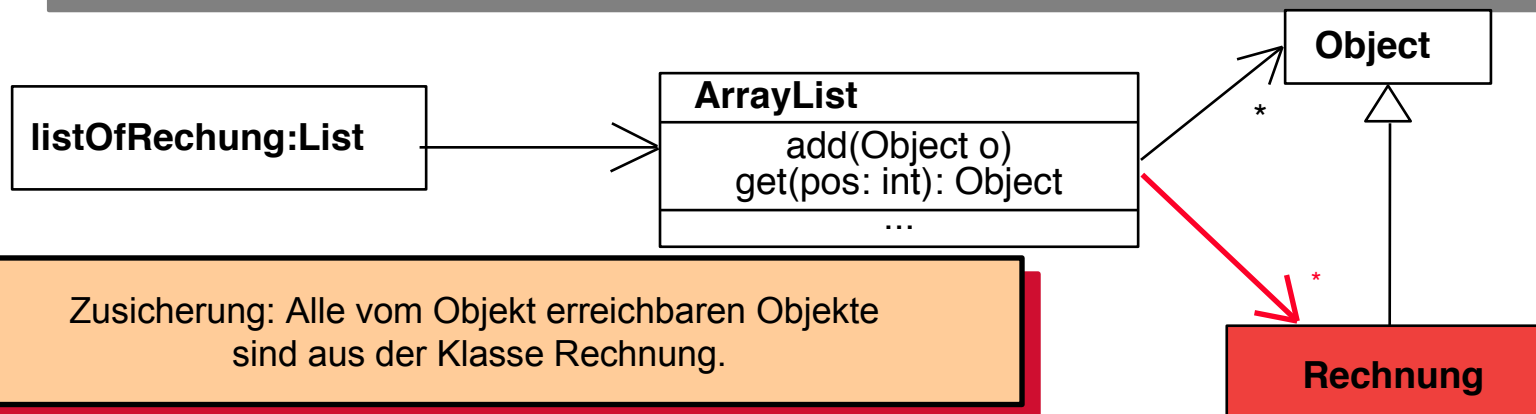 Object
listOfRechung:List
ArrayList
*
add(Object o)
get(pos: int): Object
...
*
Zusicherung: Alle vom Objekt erreichbaren Objekte
sind aus der Klasse Rechnung.
Rechnung